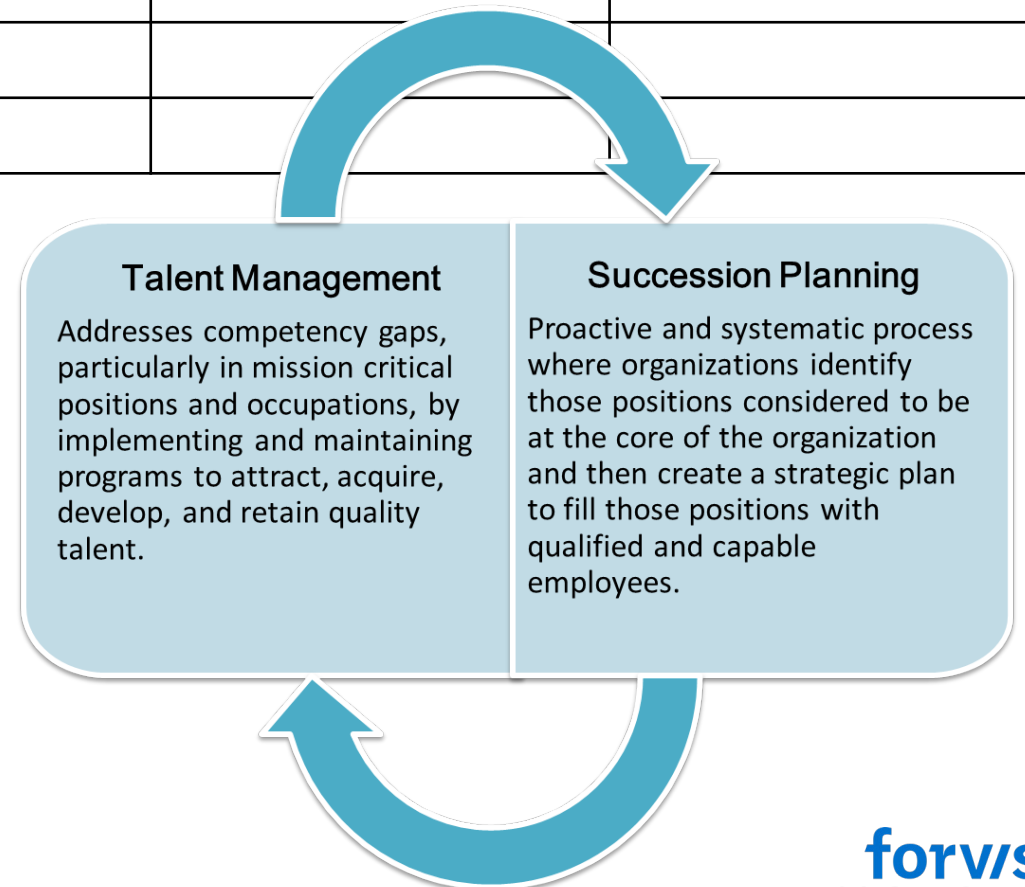 Talent Management
Addresses competency gaps,
particularly in mission critical
positions and occupations, by
implementing and maintaining
programs to attract, acquire,
develop, and retain quality
talent.
Succession Planning
Proactive and systematic process
where organizations identify
those positions considered to be
at the core of the organization
and then create a strategic plan
to fill those positions with
qualified and capable
employees.
forvis